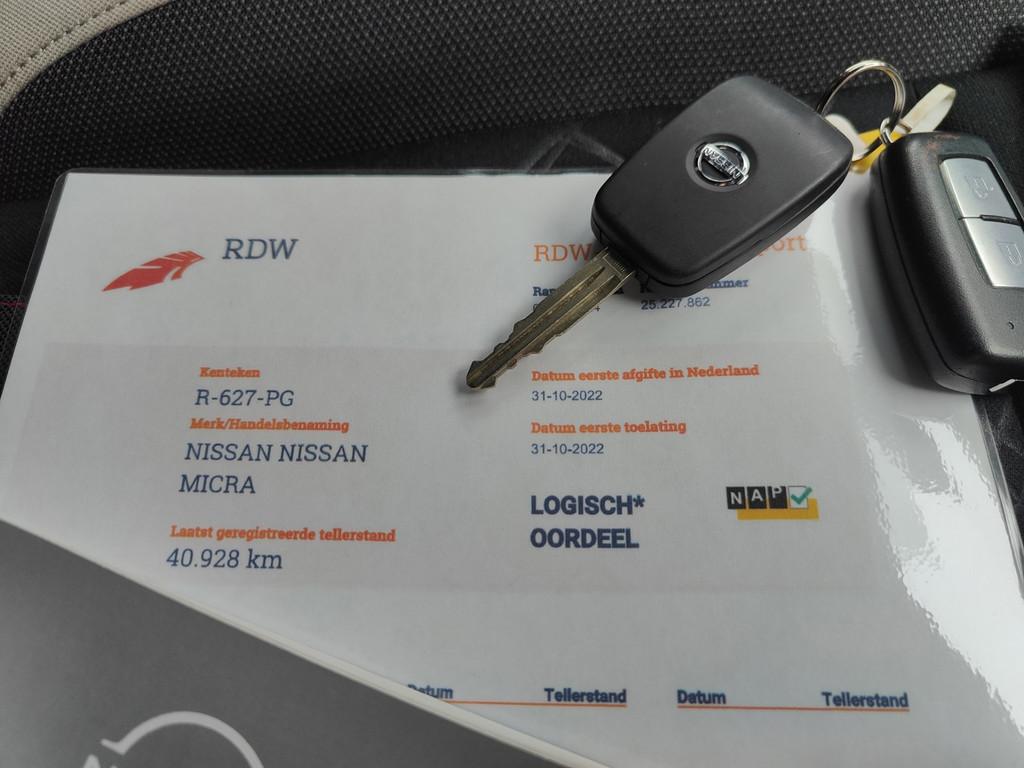 NISSAN
RDW
RDW
25.227.862
Kenteken
R-627-PG
Merk/Handelsbenaming
NISSAN NISSAN
MICRA
Laatst geregistreerde tellerstand
40.928 km
Datum eerste afgifte in Nederland
31-10-2022
Datum eerste toelating
31-10-2022
LOGISCH*
OORDEEL
NAP
Datum Tellerstand Datum Tellerstand